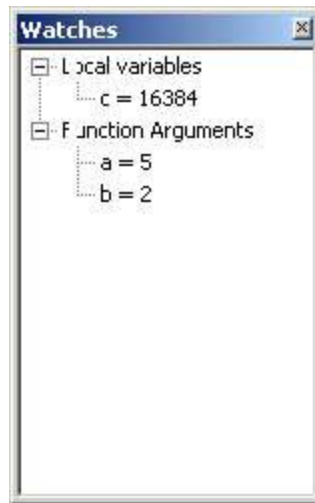 Watches
Local variables
c = 16384
Function Arguments
a = 5
b = 2